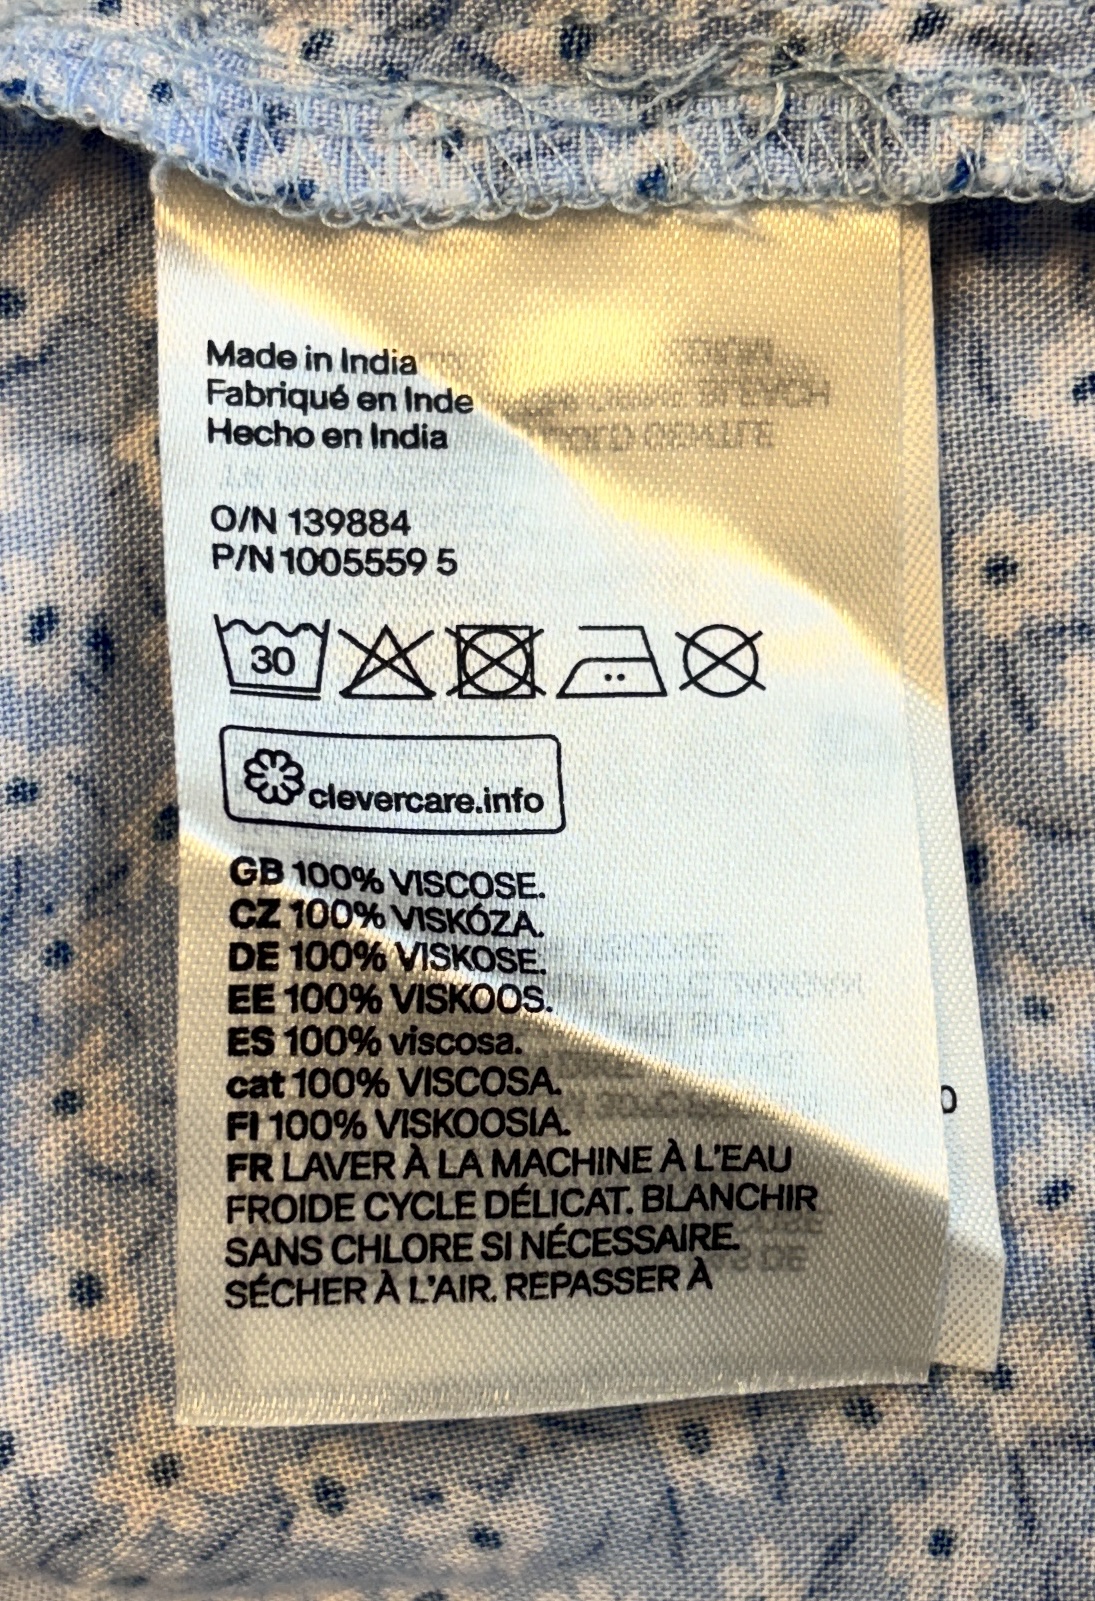 Made in India
Fabriqué en Inde
Hecho en India
O/N 139884
P/N 1005559 5
30
clevercare.info
GB 100% VISCOSE.
CZ 100% VISKÓZA.
DE 100% VISKOSE.
EE 100% VISKOOS.
ES 100% viscosa.
cat 100% VISCOSA.
FI 100% VISKOOSIA.
FR LAVER À LA MACHINE À L'EAU
FROIDE CYCLE DÉLICAT. BLANCHIR
SANS CHLORE SI NÉCESSAIRE.
SÉCHER À L'AIR. REPASSER À